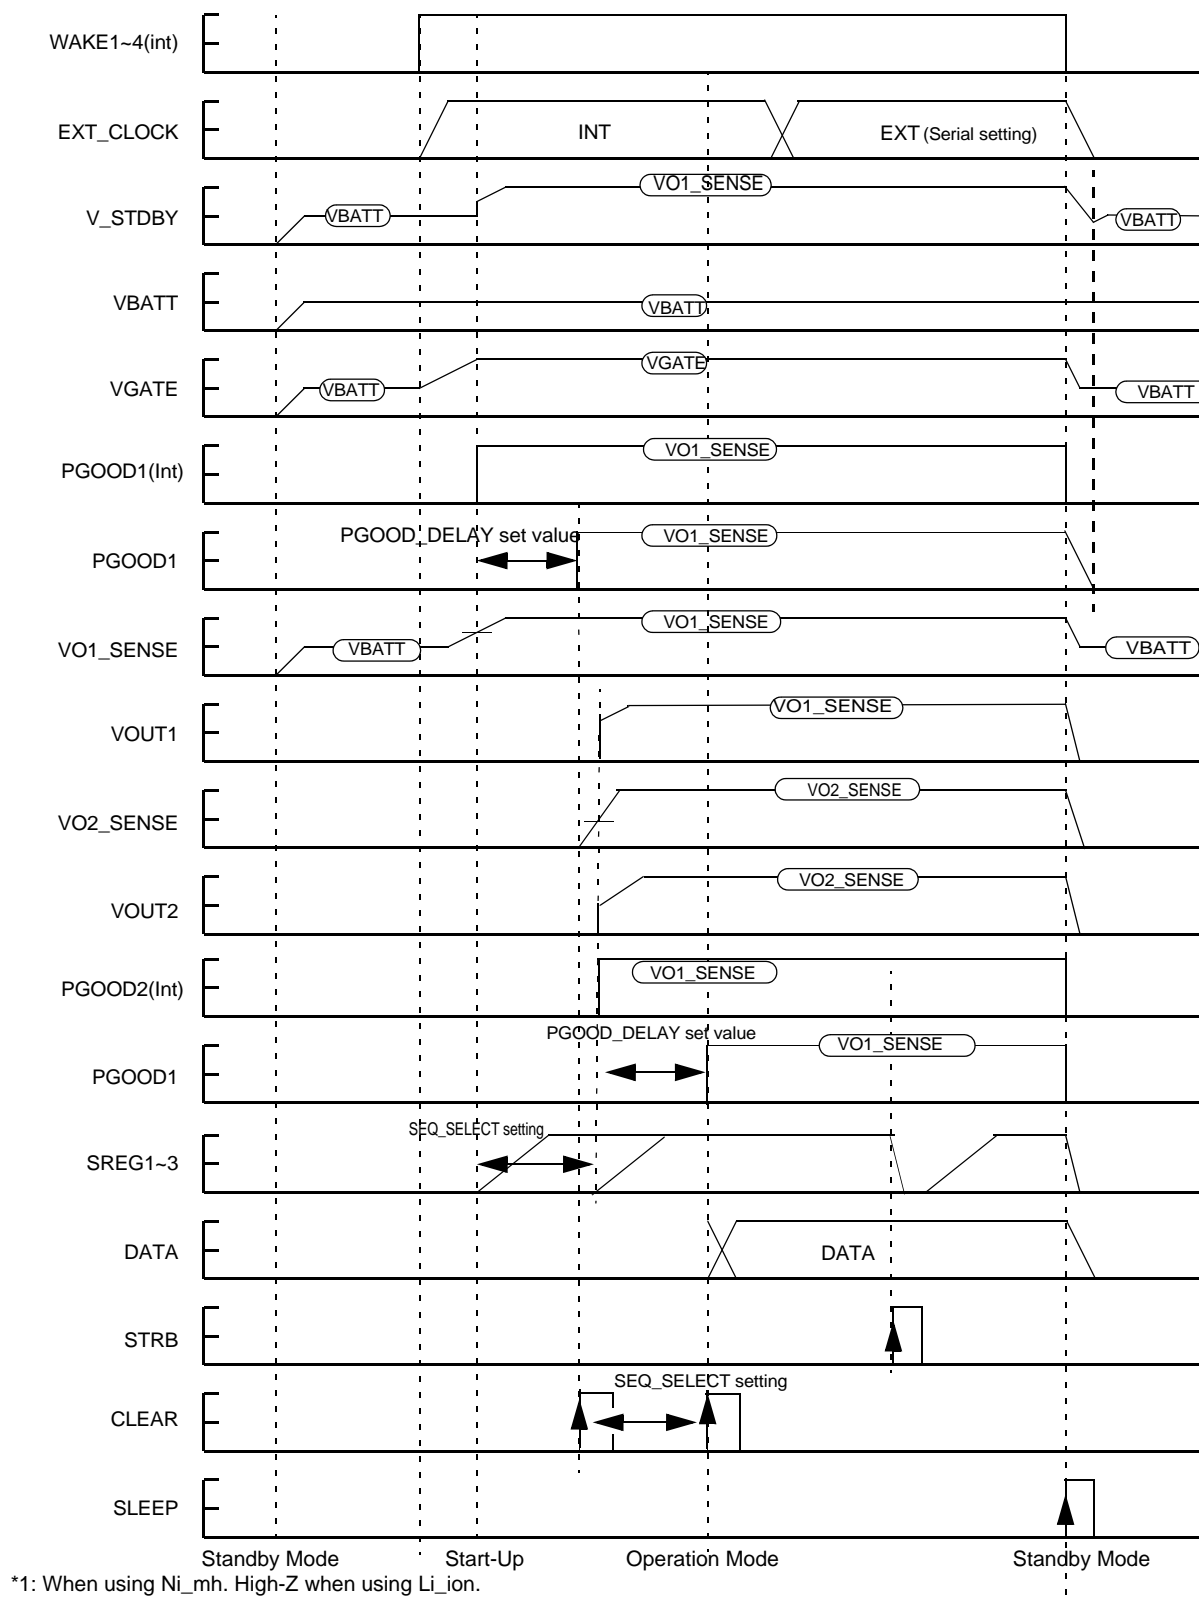 WAKE1~4(int)
EXT_CLOCK
INT
EXT (Serial setting)
V_STDBY
VBATT
VO1_SENSE
VBATT
VBATT
VBATT
VGATE
VBATT
VGATE
VBATT
PGOOD1(Int)
VO1_SENSE
PGOOD_DELAY set value
PGOOD1
VO1_SENSE
VO1_SENSE
VBATT
VO1_SENSE
VBATT
VOUT1
VO1_SENSE
VO2_SENSE
VO2_SENSE
VOUT2
VO2_SENSE
PGOOD2(Int)
VO1_SENSE
PGOOD_DELAY set value
PGOOD1
VO1_SENSE
SEQ_SELECT setting
SREG1~3
DATA
DATA
STRB
SEQ_SELECT setting
CLEAR
SLEEP
Standby Mode
Start-Up
Operation Mode
Standby Mode
*1: When using Ni_mh. High-Z when using Li_ion.